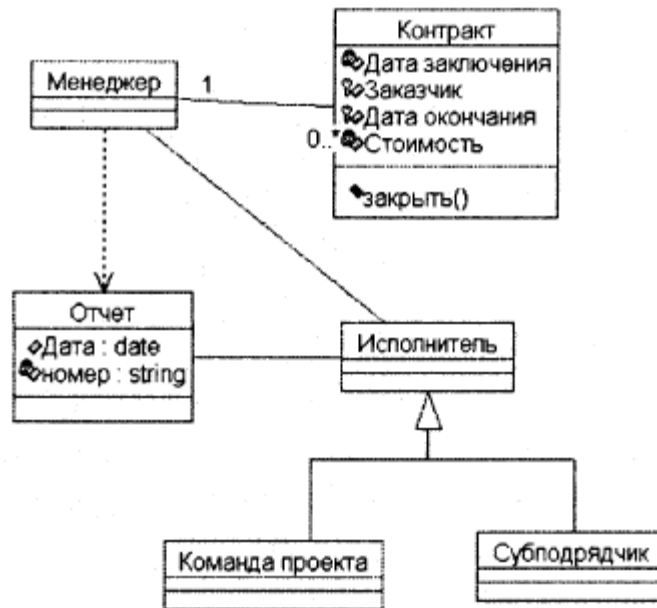 Контракт
Дата заключения
Заказчик
Дата окончания
Стоимость
закрыть()
Менеджер
1
0..*
Отчет
Дата : date
номер : string
Исполнитель
Команда проекта
Субподрядчик